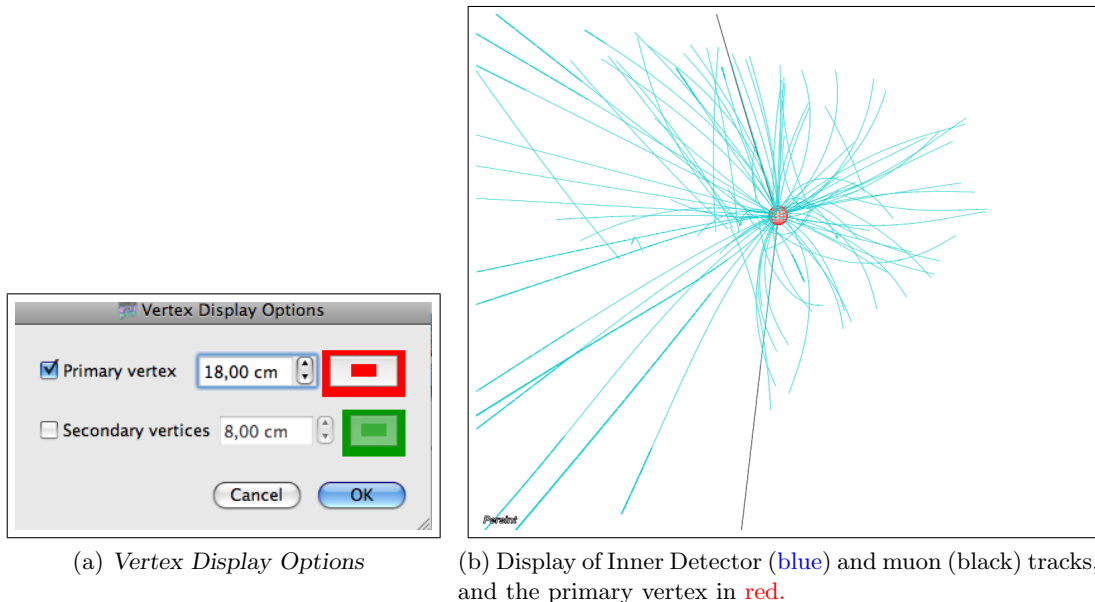 Vertex Display Options
Primary vertex 18,00 cm
Secondary vertices 8,00 cm
Cancel OK
(a) Vertex Display Options
Persint
(b) Display of Inner Detector (blue) and muon (black) tracks,
and the primary vertex in red.